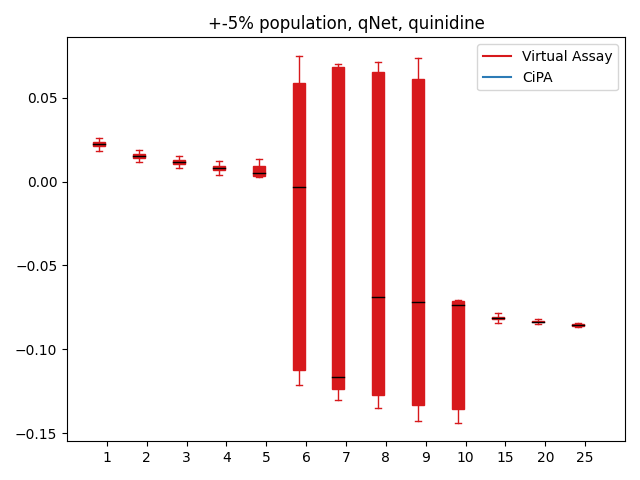 +-5% population, qNet, quinidine
Virtual Assay
CiPA
0.05
0.00
−0.05
−0.10
−0.15
1 2 3 4 5 6 7 8 9 10 15 20 25